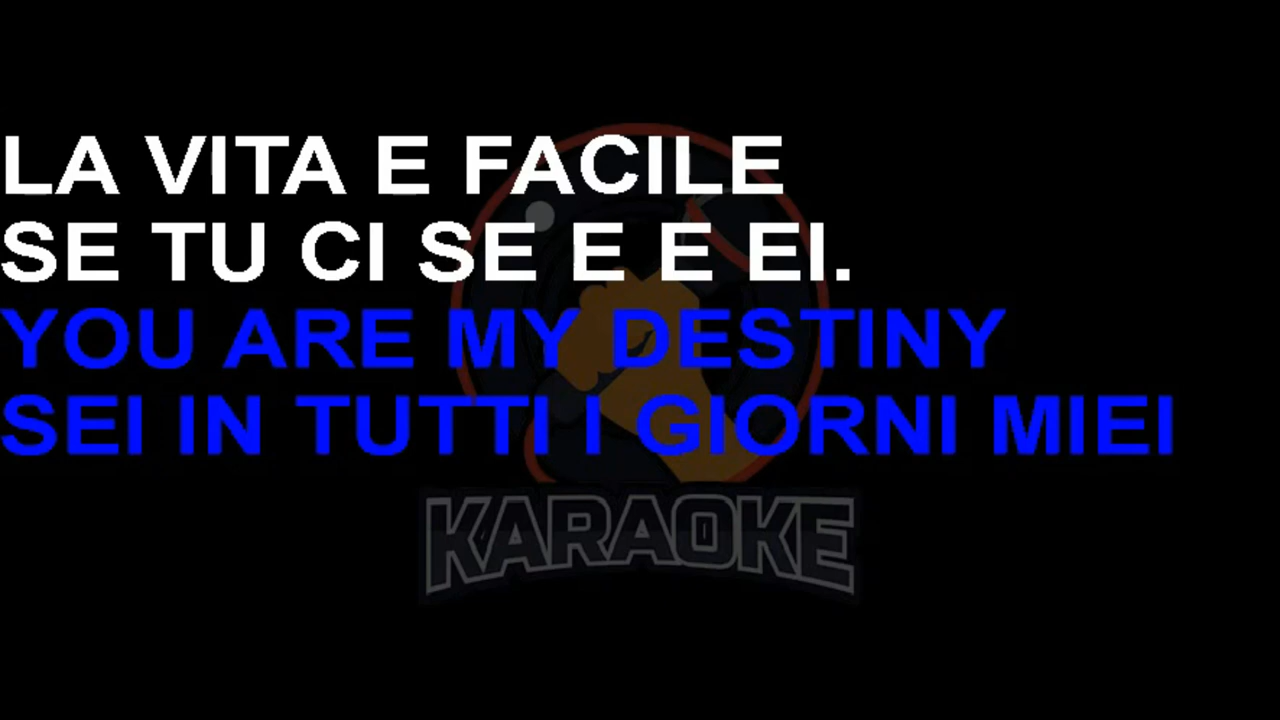 LA VITA E FACILE
SE TU CI SE E E EI.
YOU ARE MY DESTINY
SEI IN TUTTI I GIORNI MIEI
KARAOKE